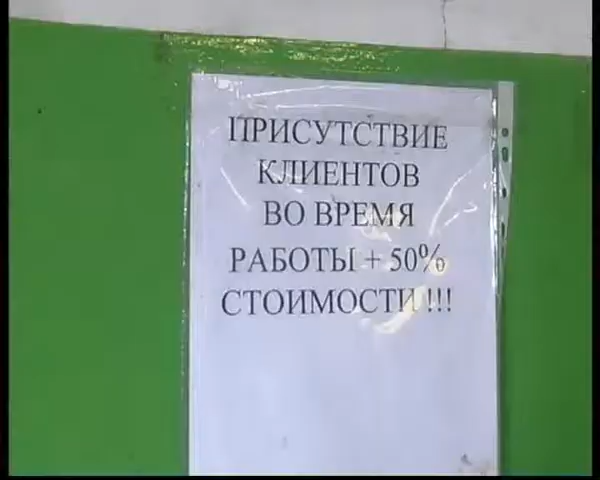 ПРИСУТСТВИЕ
КЛИЕНТОВ
ВО ВРЕМЯ
РАБОТЫ + 50%
СТОИМОСТИ !!!